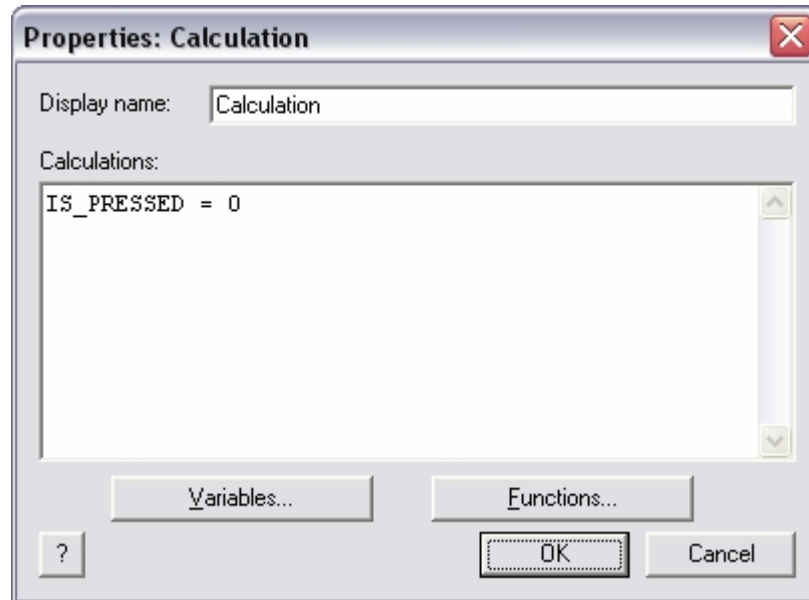 Properties: Calculation
Display name: Calculation
Calculations:
IS_PRESSED = 0
Variables... Functions...
? OK Cancel